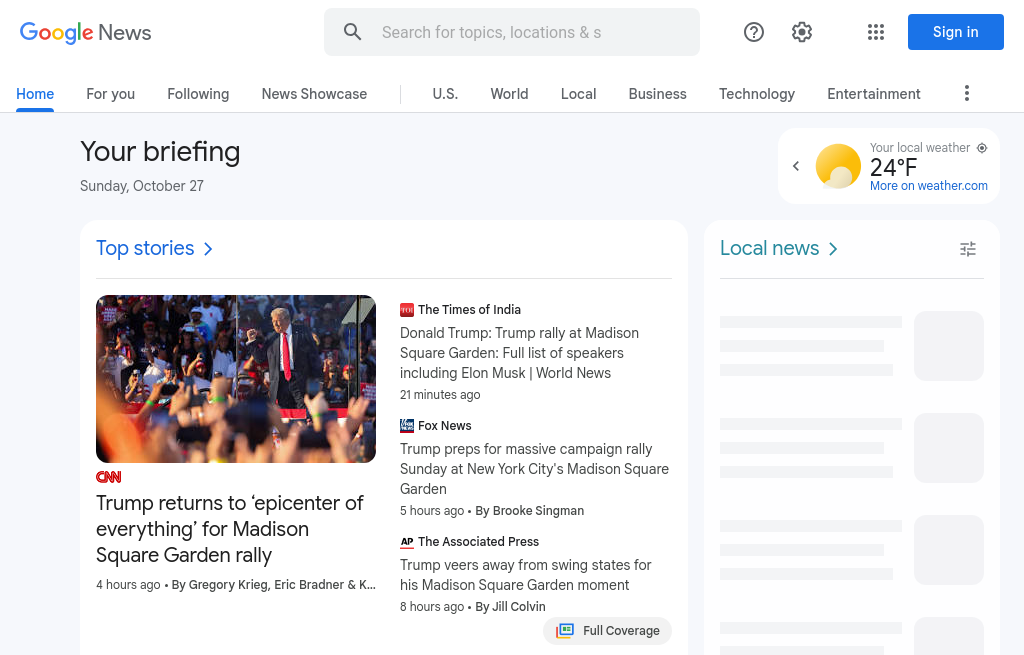 Google News
Search for topics, locations & s
Sign in
Home
For you
Following
News Showcase
U.S.
World
Local
Business
Technology
Entertainment
Your briefing
Sunday, October 27
Your local weather
24°F
More on weather.com
Top stories
Local news
CNN
Trump returns to ‘epicenter of
everything’ for Madison
Square Garden rally
4 hours ago • By Gregory Krieg, Eric Bradner & K...
The Times of India
Donald Trump: Trump rally at Madison
Square Garden: Full list of speakers
including Elon Musk | World News
21 minutes ago
Fox News
Trump preps for massive campaign rally
Sunday at New York City's Madison Square
Garden
5 hours ago • By Brooke Singman
AP The Associated Press
Trump veers away from swing states for
his Madison Square Garden moment
8 hours ago • By Jill Colvin
Full Coverage